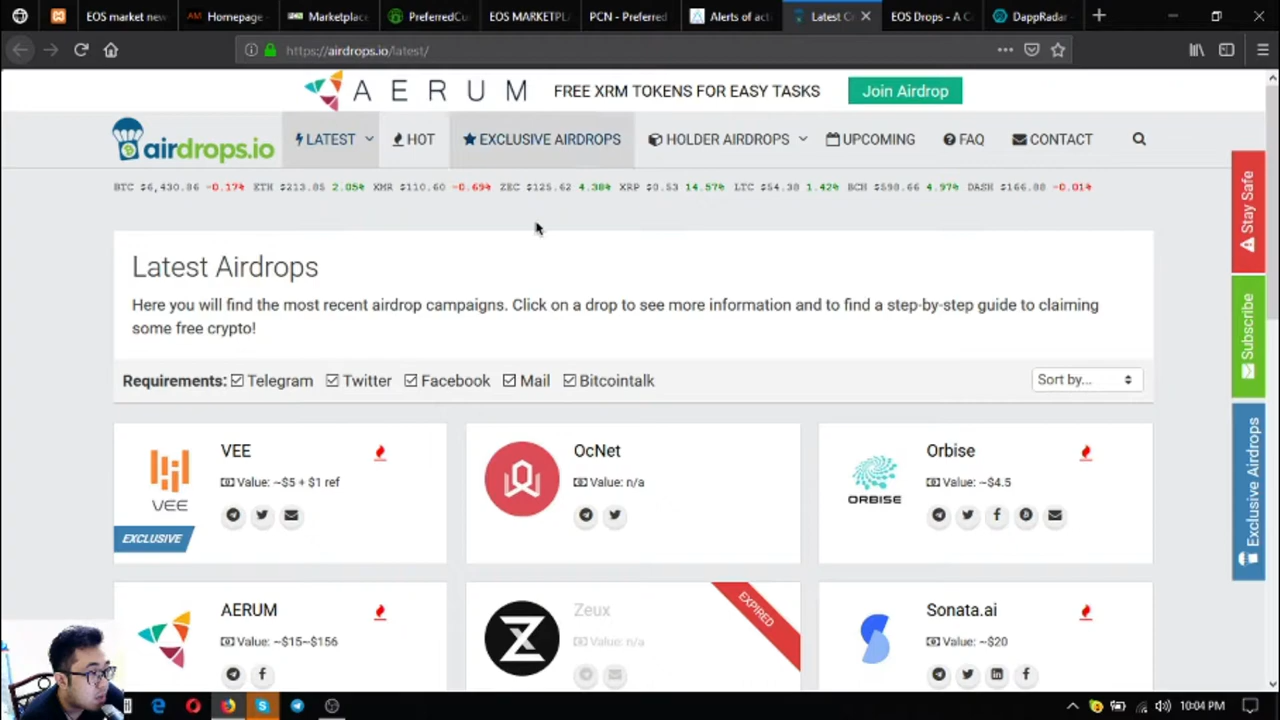 EOS market new
AM Homepage -
Marketplac
PreferredCu
EOS MARKETPL
PCN - Preferred
Alerts of act
Latest C
EOS Drops - A C
DappRadar -
https://airdrops.io/latest/
AERUM FREE XRM TOKENS FOR EASY TASKS Join Airdrop
airdrops.io LATEST HOT EXCLUSIVE AIRDROPS HOLDER AIRDROPS UPCOMING FAQ CONTACT
BTC $6,430.86 -0.17% ETH $213.85 2.05% XMR $110.60 -0.69% ZEC $125.62 4.38% XRP $0.53 14.57% LTC $54.38 1.42% BCH $598.66 4.97% DASH $166.88 -0.01%
Stay Safe
Subscribe
Exclusive Airdrops
Latest Airdrops
Here you will find the most recent airdrop campaigns. Click on a drop to see more information and to find a step-by-step guide to claiming
some free crypto!
Requirements: Telegram Twitter Facebook Mail Bitcointalk Sort by...
VEE
Value: ~$5 + $1 ref
VEE
EXCLUSIVE
OcNet
Value: n/a
Orbise
Value: ~$4.5
ORBISE
AERUM
Value: ~$15~$156
Zeux
Value: n/a
EXPIRED
Sonata.ai
Value: ~$20
10:04 PM